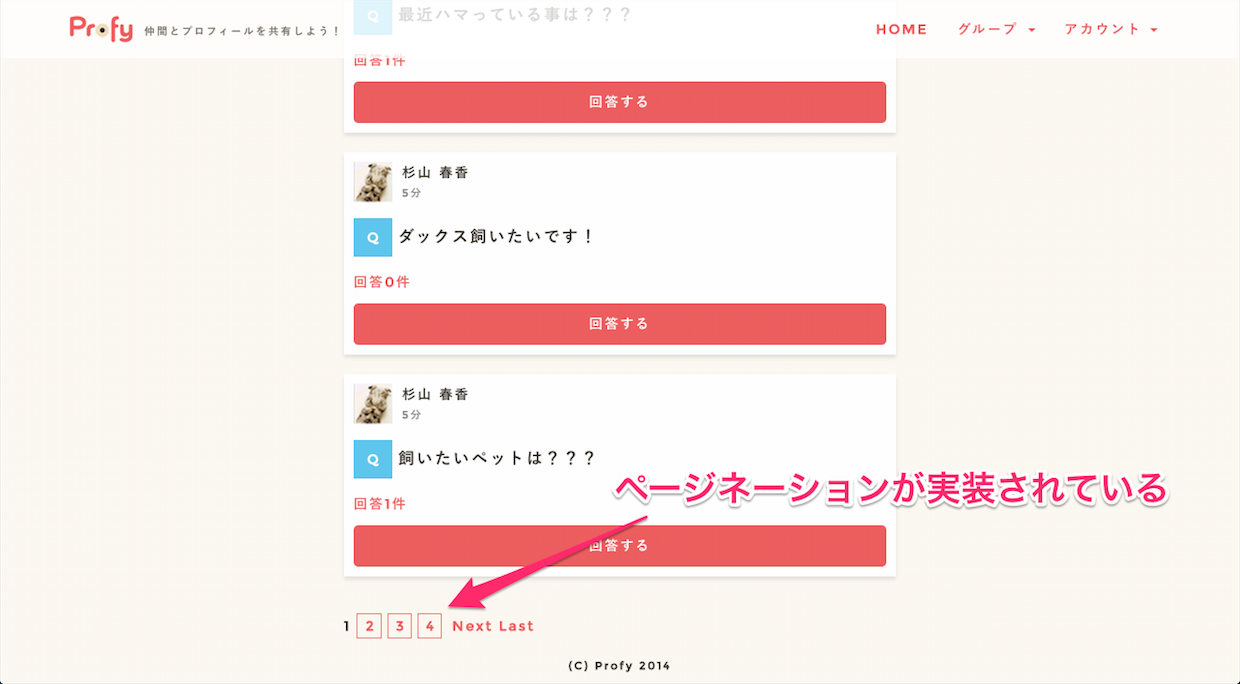 Profy 仲間とプロフィールを共有しよう！ HOME グループ アカウント
Q 最近ハマっている事は？？？
回答1件
回答する
杉山 春香
5分
Q ダックス飼いたいです！
回答0件
回答する
杉山 春香
5分
Q 飼いたいペットは？？？
ページネーションが実装されている
回答1件
回答する
1 2 3 4 Next Last
(C) Profy 2014